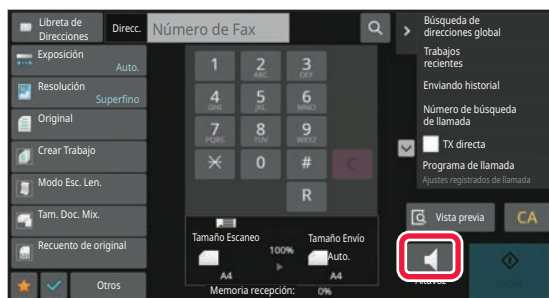 Libreta de
Direcciones
Direcc.
Número de Fax
Exposición
Auto.
Resolución
Superfino
Original
Crear Trabajo
Modo Esc. Len.
Tam. Doc. Mix.
Recuento de original
Otros
1
2
ABC
3
DEF
4
GHI
5
JKL
6
MNO
7
PQRS
8
TUV
9
WXYZ
0
#
C
R
Tamaño Escaneo
100%
Tamaño Envío
Auto.
A4
A4
Memoria recepción:
0%
Búsqueda de
direcciones global
Trabajos
recientes
Enviando historial
Número de búsqueda
de llamada
TX directa
Programa de llamada
Ajustes registrados de llamada
Vista previa
CA
Altavoz